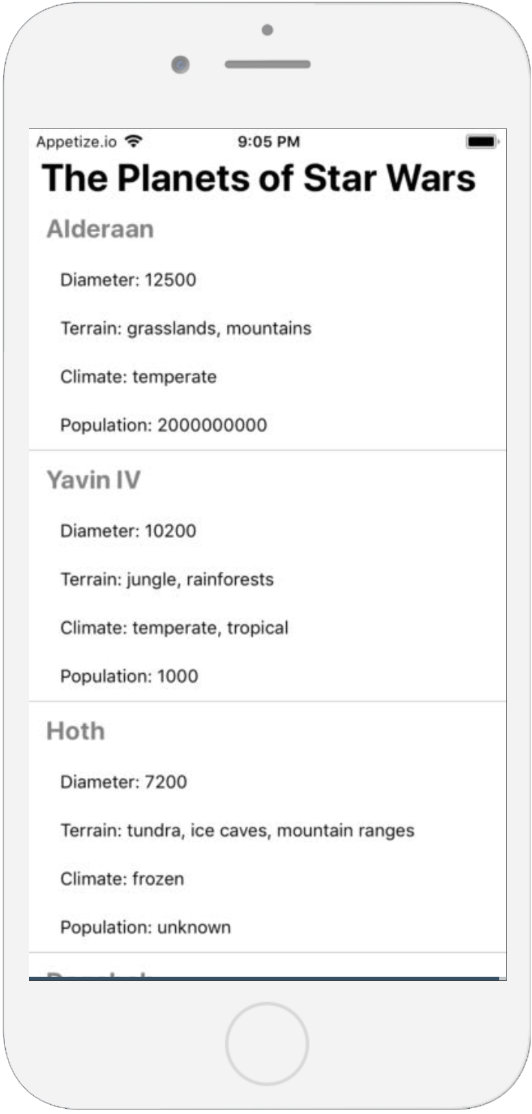 Appetize.io 9:05 PM
The Planets of Star Wars
Alderaan
Diameter: 12500
Terrain: grasslands, mountains
Climate: temperate
Population: 2000000000
Yavin IV
Diameter: 10200
Terrain: jungle, rainforests
Climate: temperate, tropical
Population: 1000
Hoth
Diameter: 7200
Terrain: tundra, ice caves, mountain ranges
Climate: frozen
Population: unknown